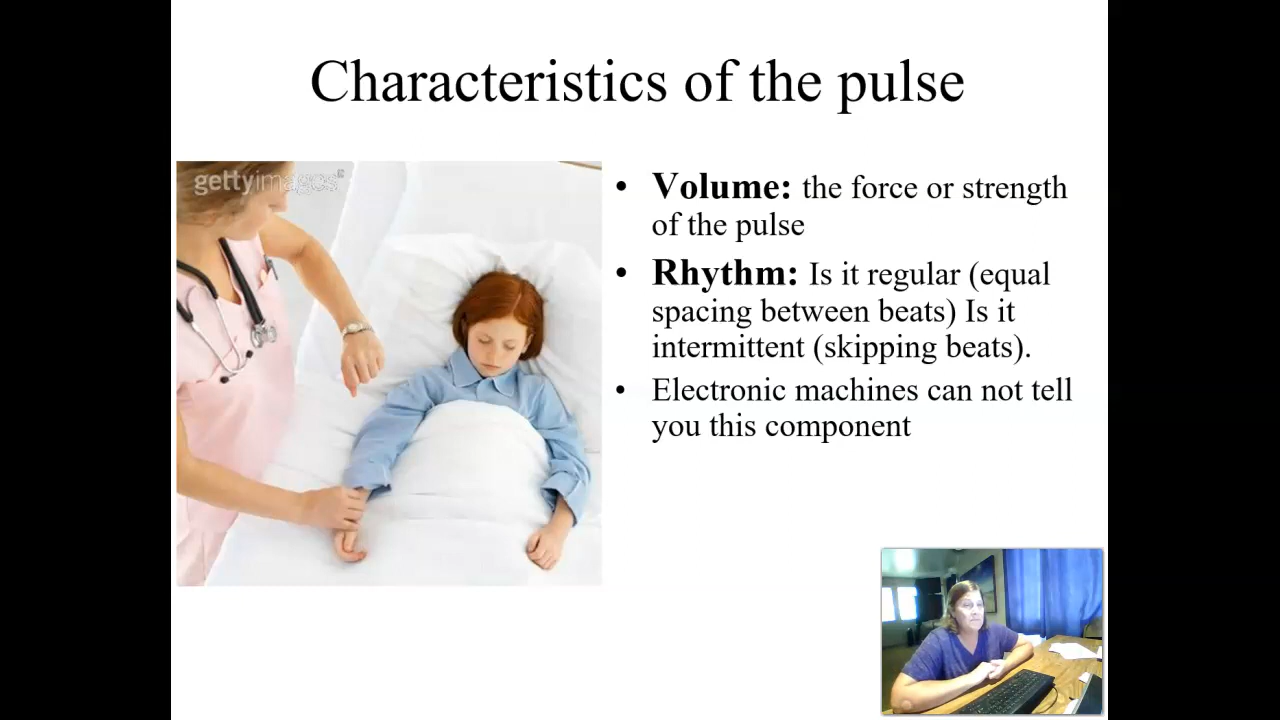 Characteristics of the pulse
gettyimages
• Volume: the force or strength
of the pulse
• Rhythm: Is it regular (equal
spacing between beats) Is it
intermittent (skipping beats).
• Electronic machines can not tell
you this component